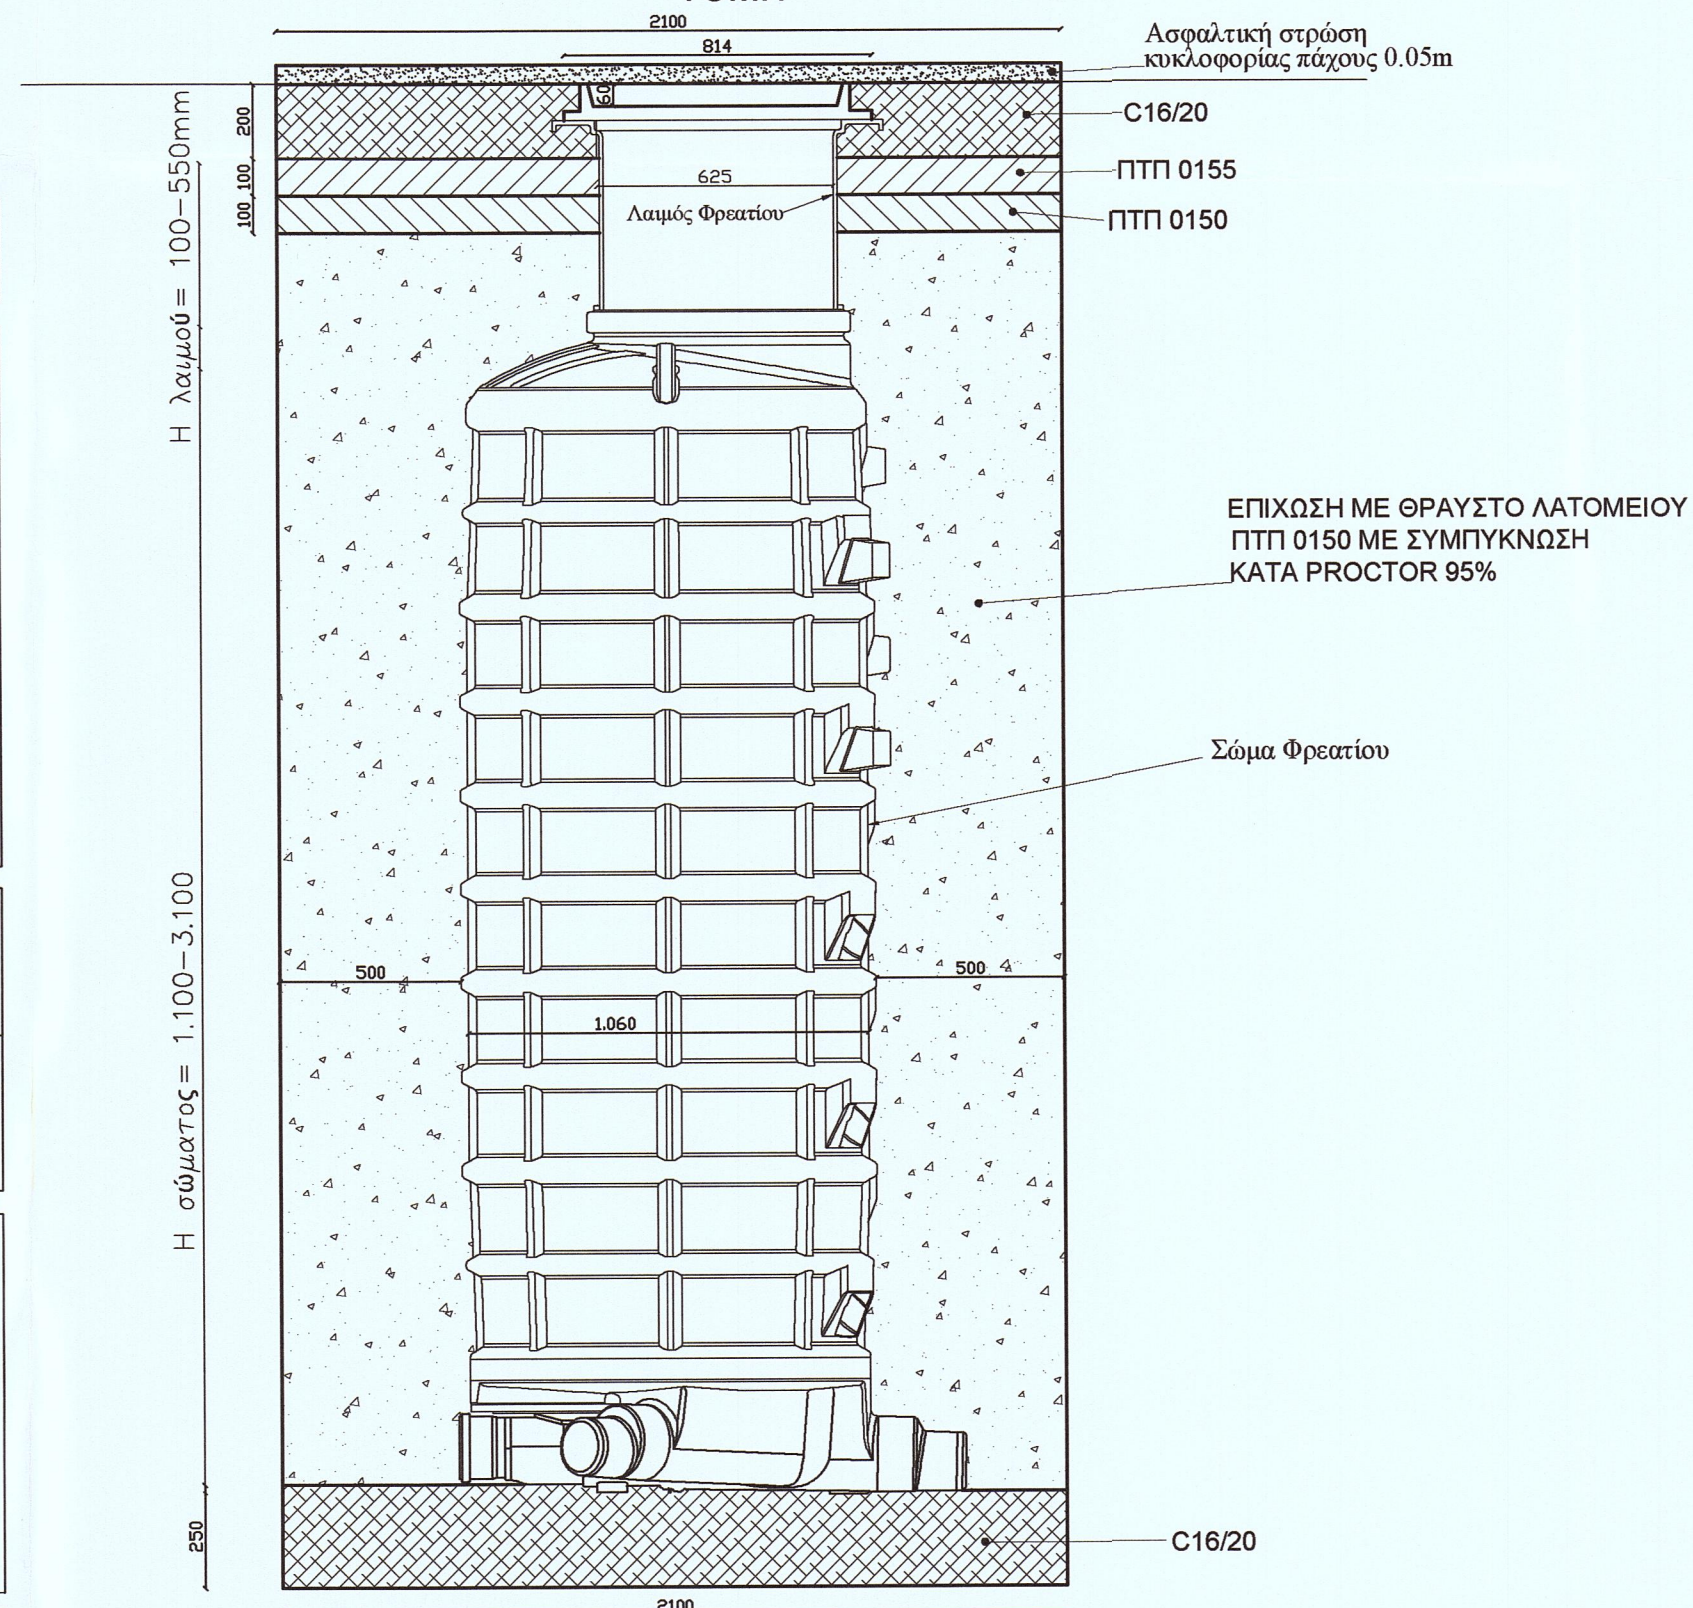 2100
814
Ασφαλτική στρώση
κυκλοφορίας πάχους 0.05m
60
200
C16/20
100
ΠΤΠ 0155
625
Λαιμός Φρεατίου
100
ΠΤΠ 0150
Η λαιμού = 100-550mm
ΕΠΙΧΩΣΗ ΜΕ ΘΡΑΥΣΤΟ ΛΑΤΟΜΕΙΟΥ
ΠΤΠ 0150 ΜΕ ΣΥΜΠΥΚΝΩΣΗ
ΚΑΤΑ PROCTOR 95%
Σώμα Φρεατίου
500
500
1.060
Η σώματος = 1.100-3.100
250
C16/20
2100